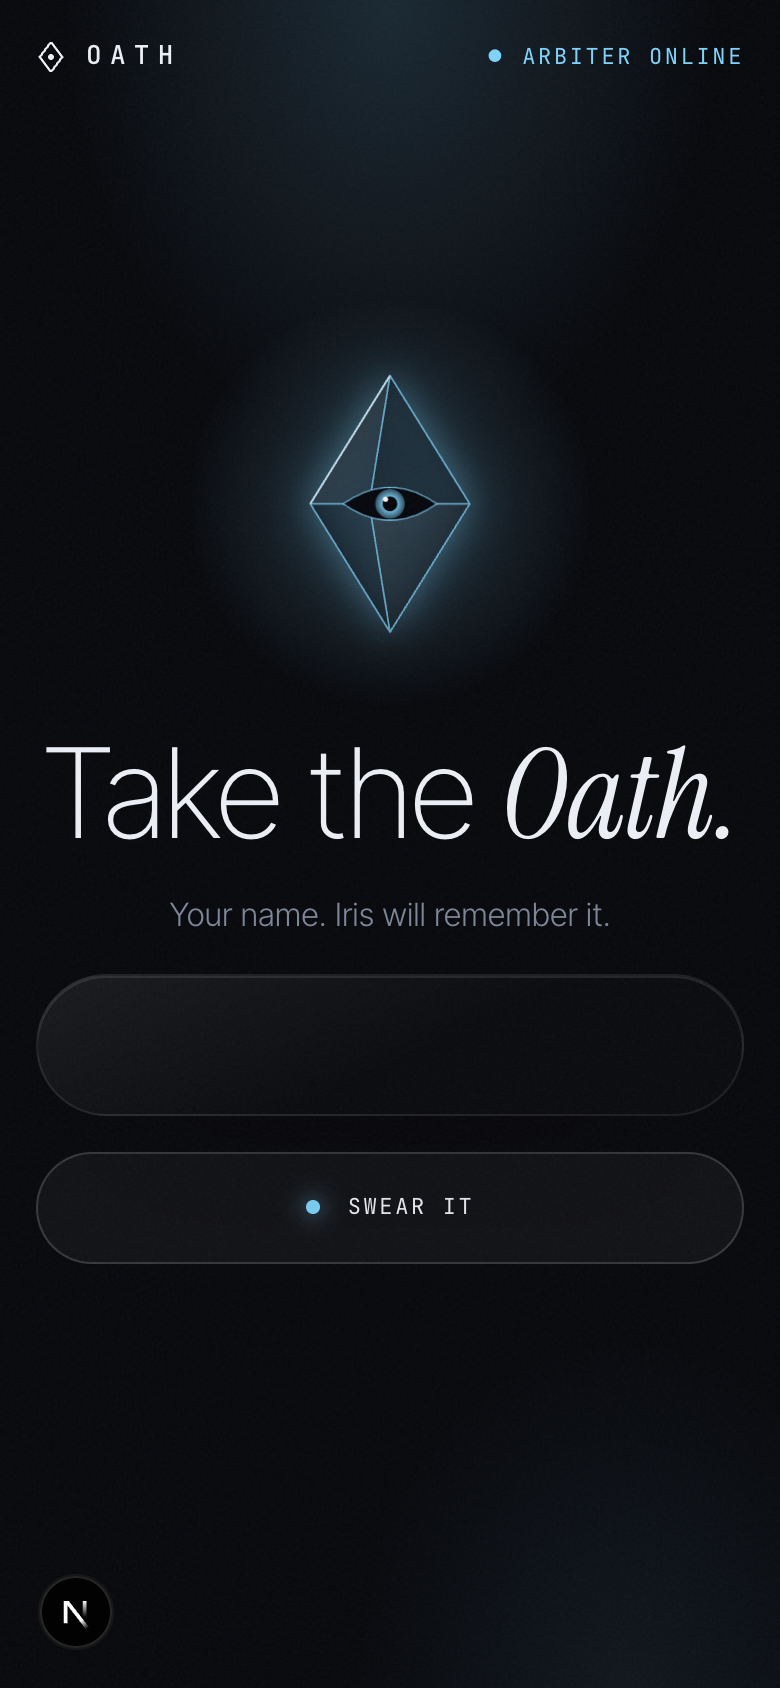 OATH
ARBITER ONLINE
Take the Oath.
Your name. Iris will remember it.
SWEAR IT
N